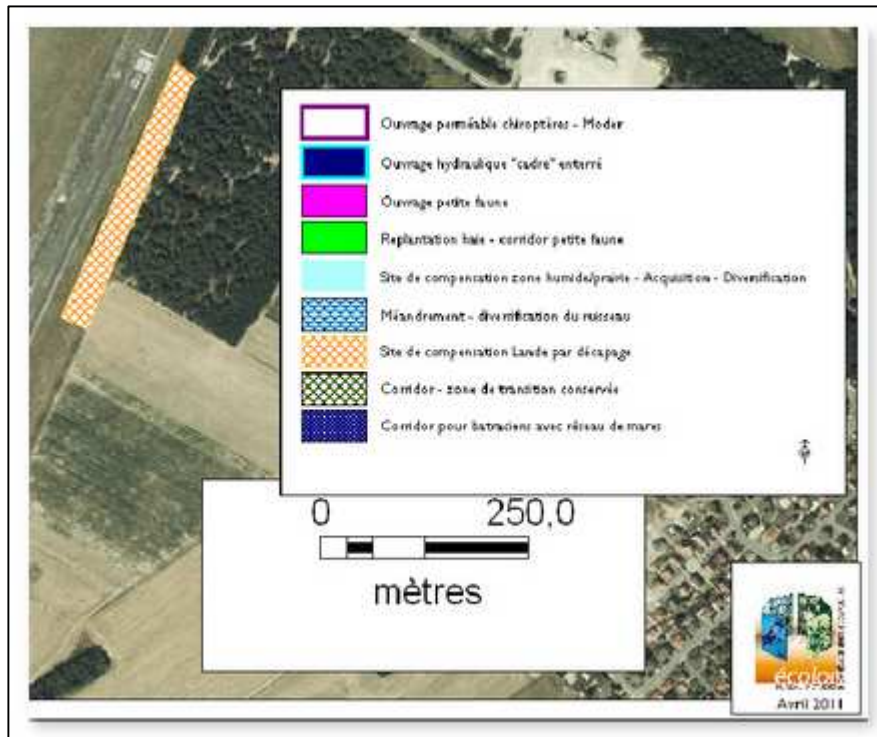 Ouvrage perméable chiroptères - Moder
Ouvrage hydraulique "cadre" enterré
Ouvrage petite faune
Replantation haie - corridor petite faune
Site de compensation zone humide/prairie - Acquisition - Diversification
Méandrement - diversification du ruisseau
Site de compensation Lande par décapage
Corridor - zone de transition conservée
Corridor pour batraciens avec réseau de mares
0 250,0
mètres
écolor
Avril 2011